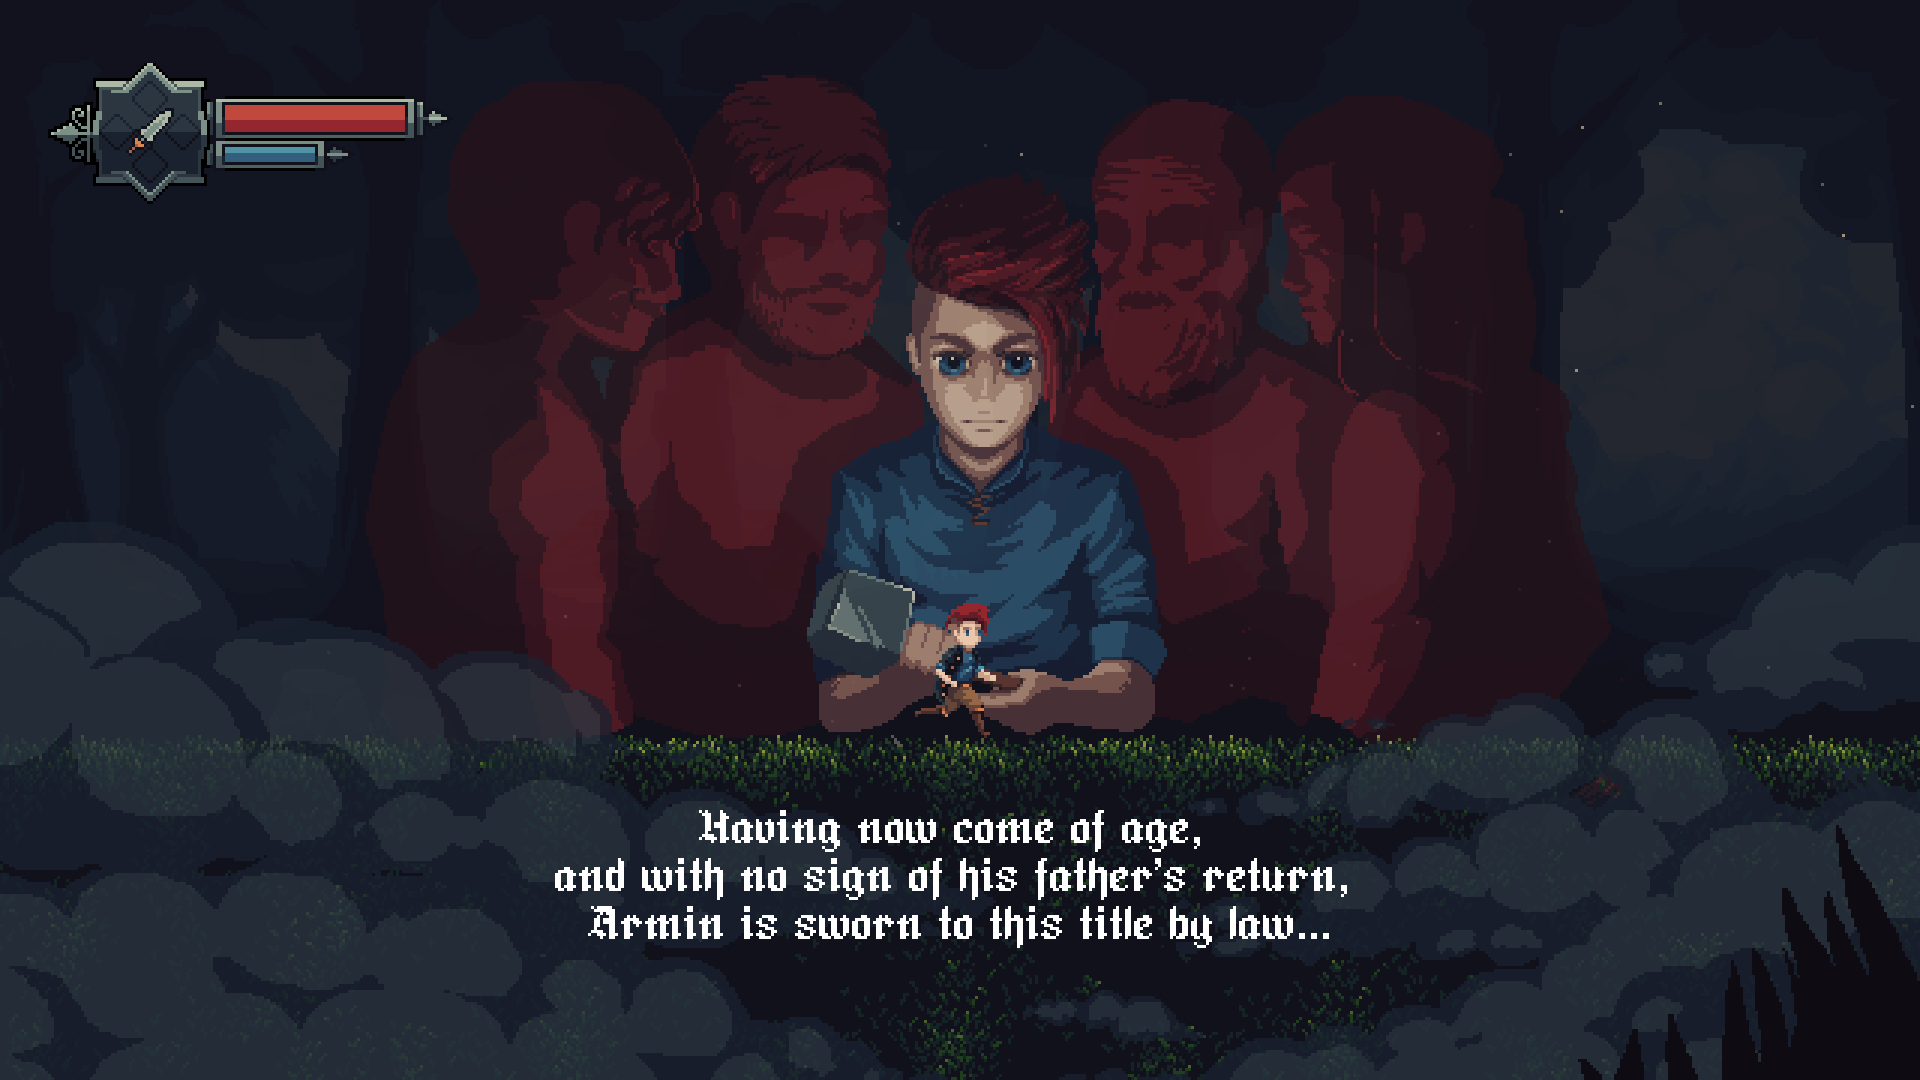 Having now come of age,
and with no sign of his father's return,
Armin is sworn to this title by law...